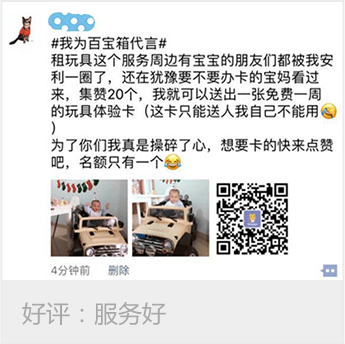 #我为百宝箱代言#
租玩具这个服务周边有宝宝的朋友们都被我安
利一圈了，还在犹豫要不要办卡的宝妈看过
来，集赞20个，我就可以送出一张免费一周
的玩具体验卡（这卡只能送人我自己不能用
）
为了你们我真是操碎了心，想要卡的快来点赞
吧，名额只有一个
4分钟前 删除
好评：服务好